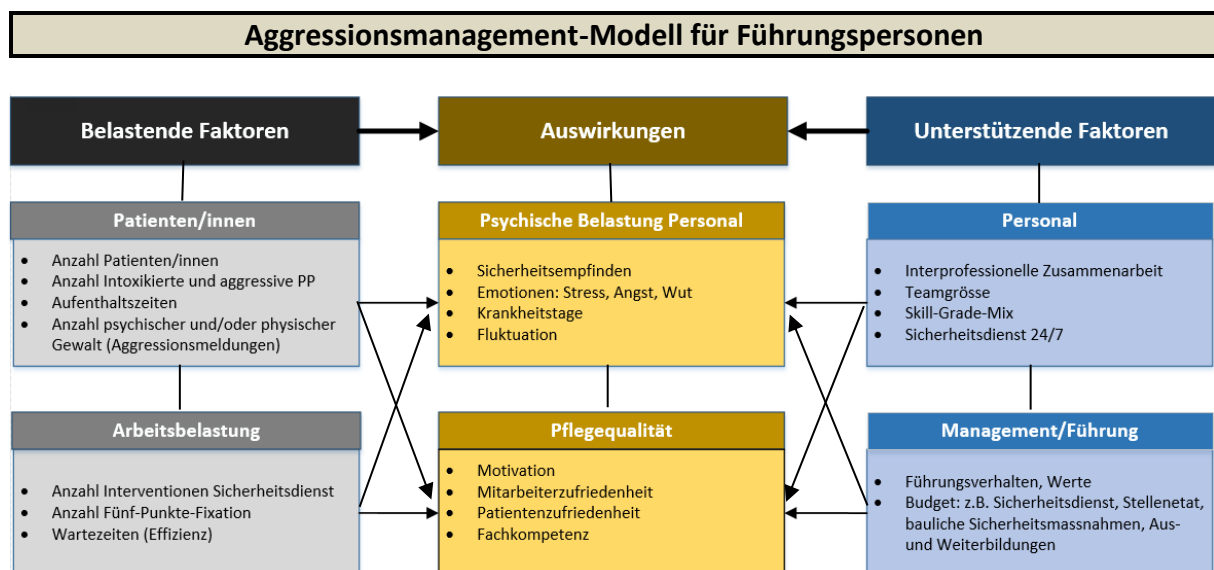 Aggressionsmanagement-Modell für Führungspersonen
Belastende Faktoren
Auswirkungen
Unterstützende Faktoren
Patienten/innen
• Anzahl Patienten/innen
• Anzahl Intoxikierte und aggressive PP
• Aufenthaltszeiten
• Anzahl psychischer und/oder physischer
Gewalt (Aggressionsmeldungen)
Psychische Belastung Personal
• Sicherheitsempfinden
• Emotionen: Stress, Angst, Wut
• Krankheitstage
• Fluktuation
Personal
• Interprofessionelle Zusammenarbeit
• Teamgrösse
• Skill-Grade-Mix
• Sicherheitsdienst 24/7
Arbeitsbelastung
• Anzahl Interventionen Sicherheitsdienst
• Anzahl Fünf-Punkte-Fixation
• Wartezeiten (Effizienz)
Pflegequalität
• Motivation
• Mitarbeiterzufriedenheit
• Patientenzufriedenheit
• Fachkompetenz
Management/Führung
• Führungsverhalten, Werte
• Budget: z.B. Sicherheitsdienst, Stellenetat,
bauliche Sicherheitsmassnahmen, Aus-
und Weiterbildungen